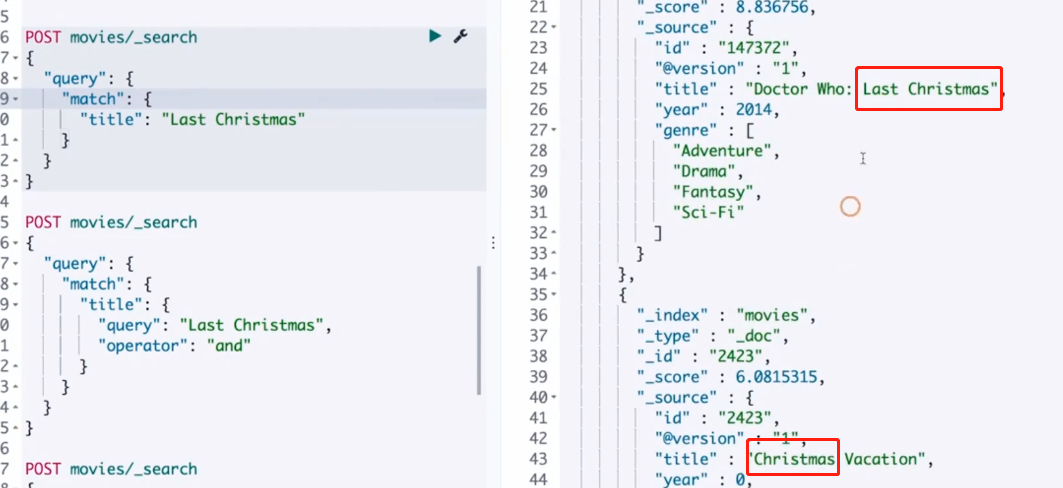 5
6 POST movies/_search
7 {
8 "query": {
9 "match": {
0 "title": "Last Christmas"
1 }
2 }
3 }
4
5 POST movies/_search
6 {
7 "query": {
8 "match": {
9 "title": {
0 "query": "Last Christmas",
1 "operator": "and"
2 }
3 }
4 }
5 }
6
7 POST movies/_search
21 "_score" : 8.836756,
22 "_source" : {
23 "id" : "147372",
24 "@version" : "1",
25 "title" : "Doctor Who: Last Christmas",
26 "year" : 2014,
27 "genre" : [
28 "Adventure",
29 "Drama",
30 "Fantasy",
31 "Sci-Fi"
32 ]
33 }
34 },
35 {
36 "_index" : "movies",
37 "_type" : "_doc",
38 "_id" : "2423",
39 "_score" : 6.0815315,
40 "_source" : {
41 "id" : "2423",
42 "@version" : "1",
43 "title" : "Christmas Vacation",
44 "year" : 0,